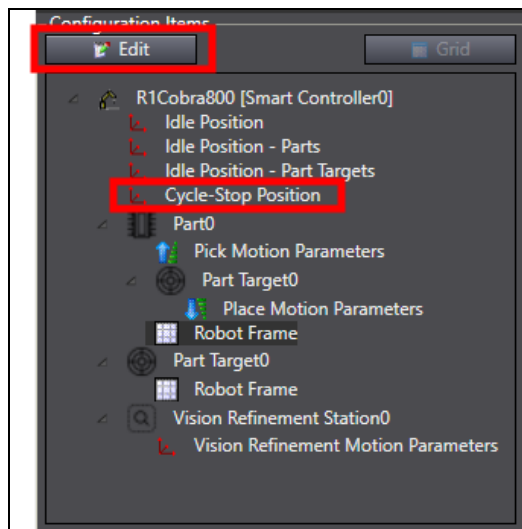 Configuration Items
Edit
Grid
R1Cobra800 [Smart Controller0]
Idle Position
Idle Position - Parts
Idle Position - Part Targets
Cycle-Stop Position
Part0
Pick Motion Parameters
Part Target0
Place Motion Parameters
Robot Frame
Part Target0
Robot Frame
Vision Refinement Station0
Vision Refinement Motion Parameters